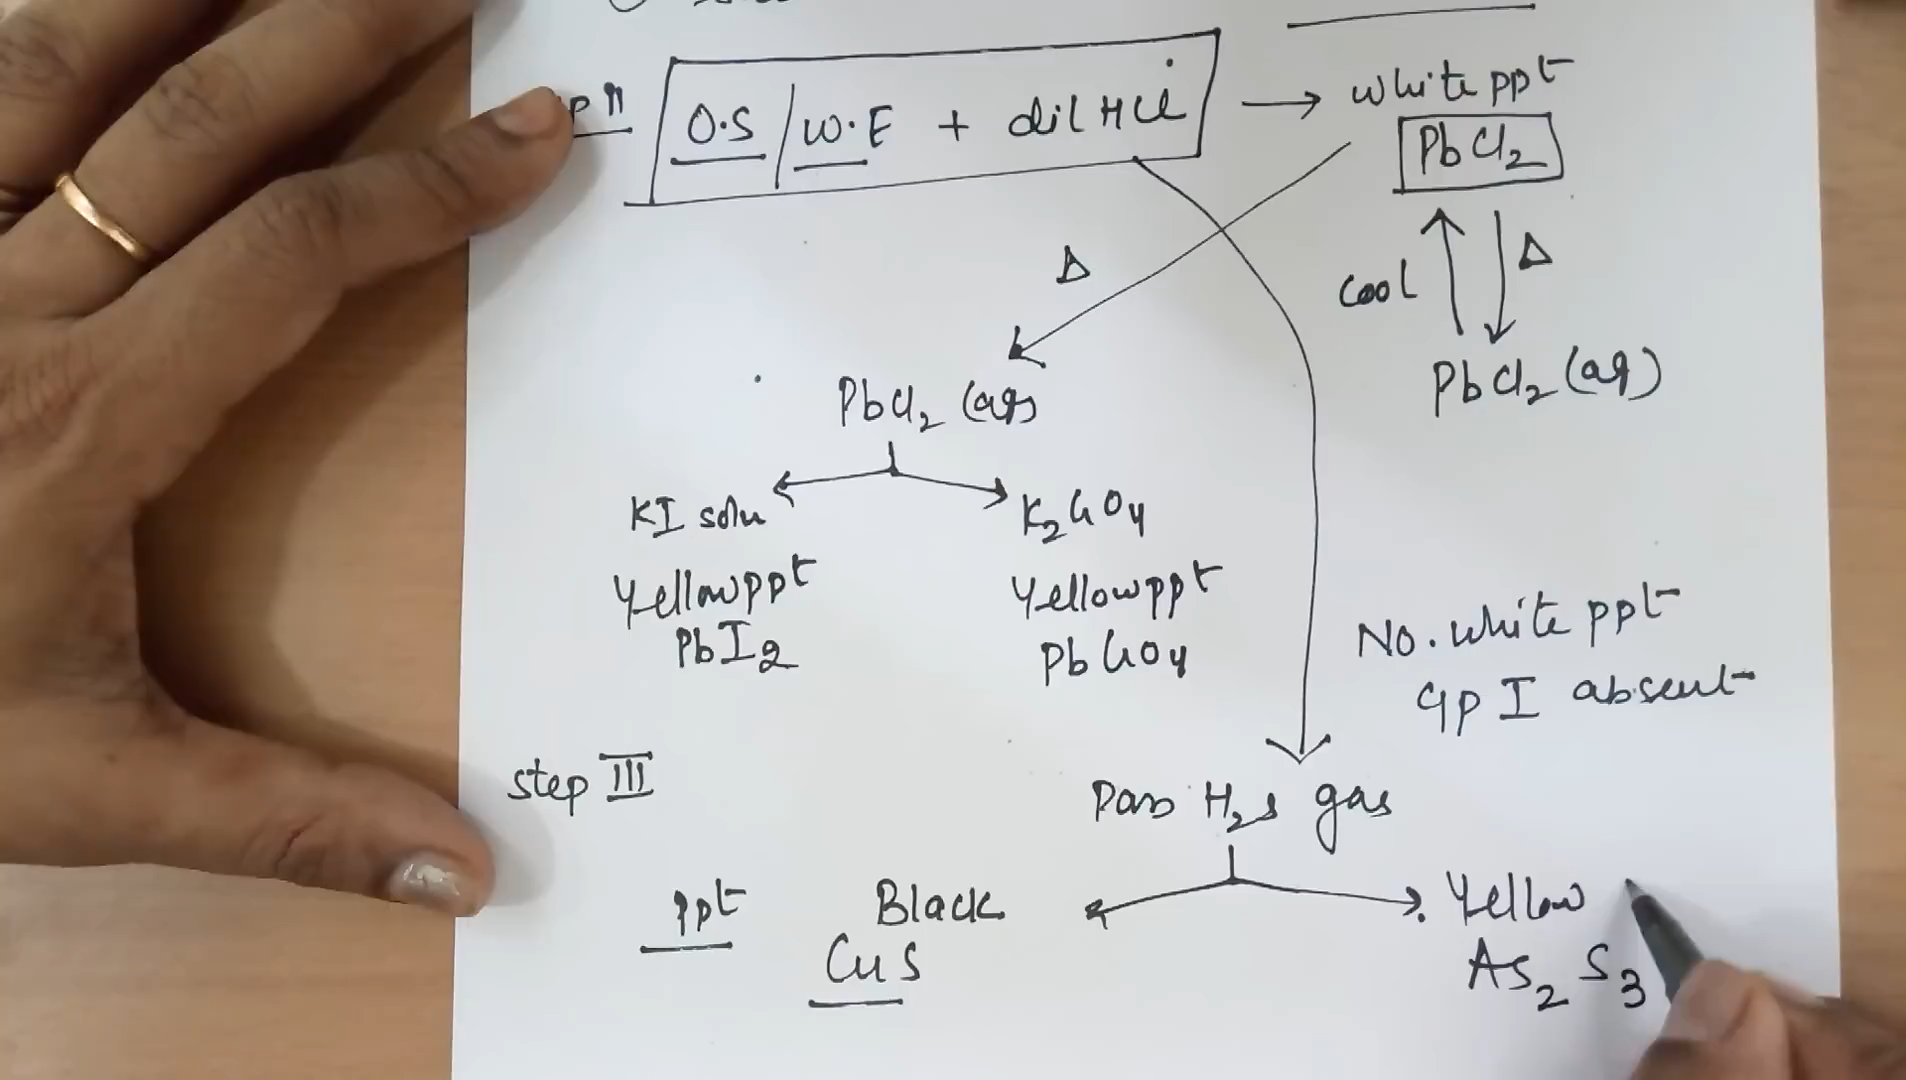 p II
O.S / W.E + dil HCl → white ppt
PbCl2
Δ
cool
Δ
PbCl2 (aq)
PbCl2 (aq)
KI soln
K2CrO4
Yellow ppt
Yellow ppt
PbI2
PbCrO4
No. white ppt
gp I absent
step III
Pass H2S gas
ppt
Black
Yellow
CuS
As2S3